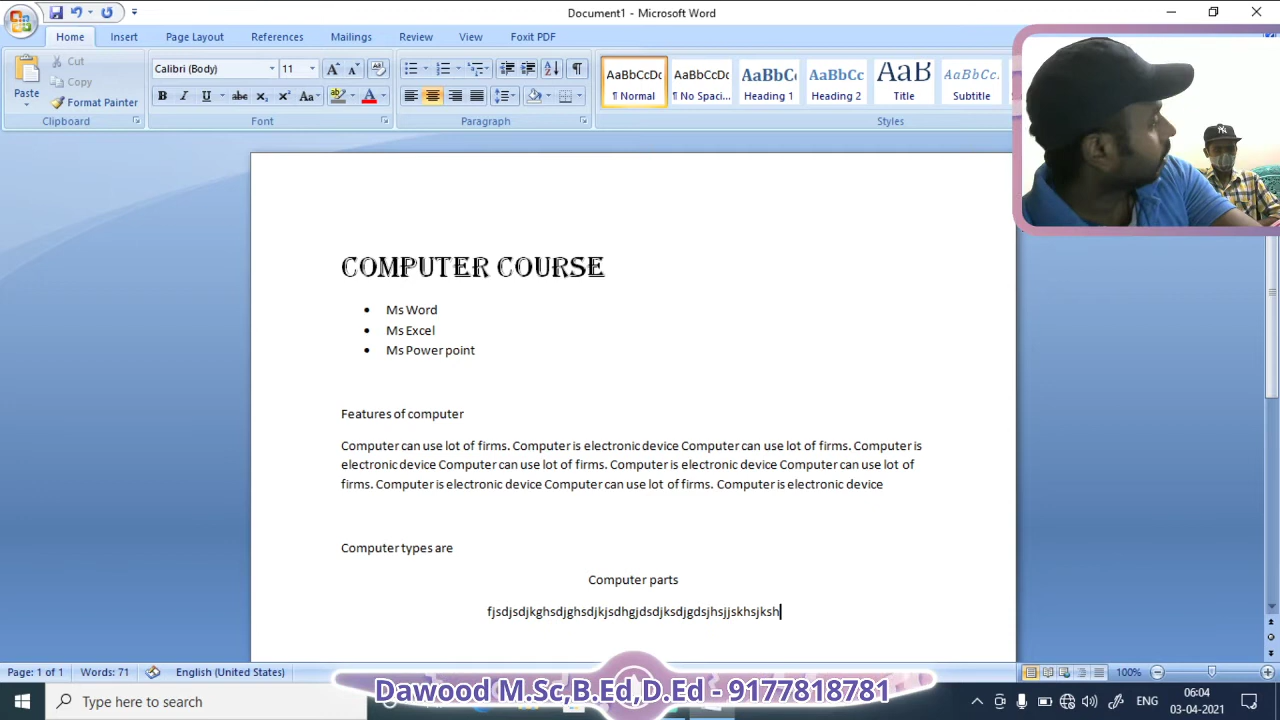 Document1 - Microsoft Word
Home Insert Page Layout References Mailings Review View Foxit PDF
Paste
Cut
Copy
Format Painter
Clipboard
Calibri (Body) 11
Font
Paragraph
AaBbCcDc AaBbCcDc AaBbC AaBbCc AaB AaBbCc.
¶ Normal ¶ No Spaci... Heading 1 Heading 2 Title Subtitle
Styles
COMPUTER COURSE
• Ms Word
• Ms Excel
• Ms Power point
Features of computer
Computer can use lot of firms. Computer is electronic device Computer can use lot of firms. Computer is
electronic device Computer can use lot of firms. Computer is electronic device Computer can use lot of
firms. Computer is electronic device Computer can use lot of firms. Computer is electronic device
Computer types are
Computer parts
fjsdjsdjkghsdjghsdjkjsdhgjdsdjksdjgdsjhsjjskhsjksh
Page: 1 of 1 Words: 71 English (United States) 100%
Dawood M.Sc,B.Ed,D.Ed - 9177818781
Type here to search
ENG
06:04
03-04-2021